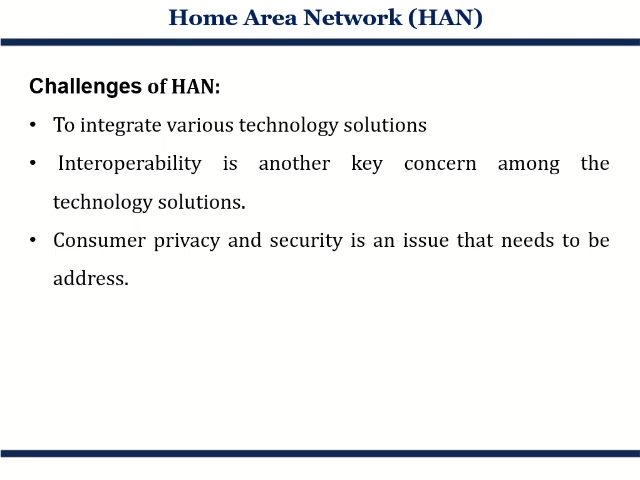 Home Area Network (HAN)
Challenges of HAN:
• To integrate various technology solutions
• Interoperability is another key concern among the
technology solutions.
• Consumer privacy and security is an issue that needs to be
address.